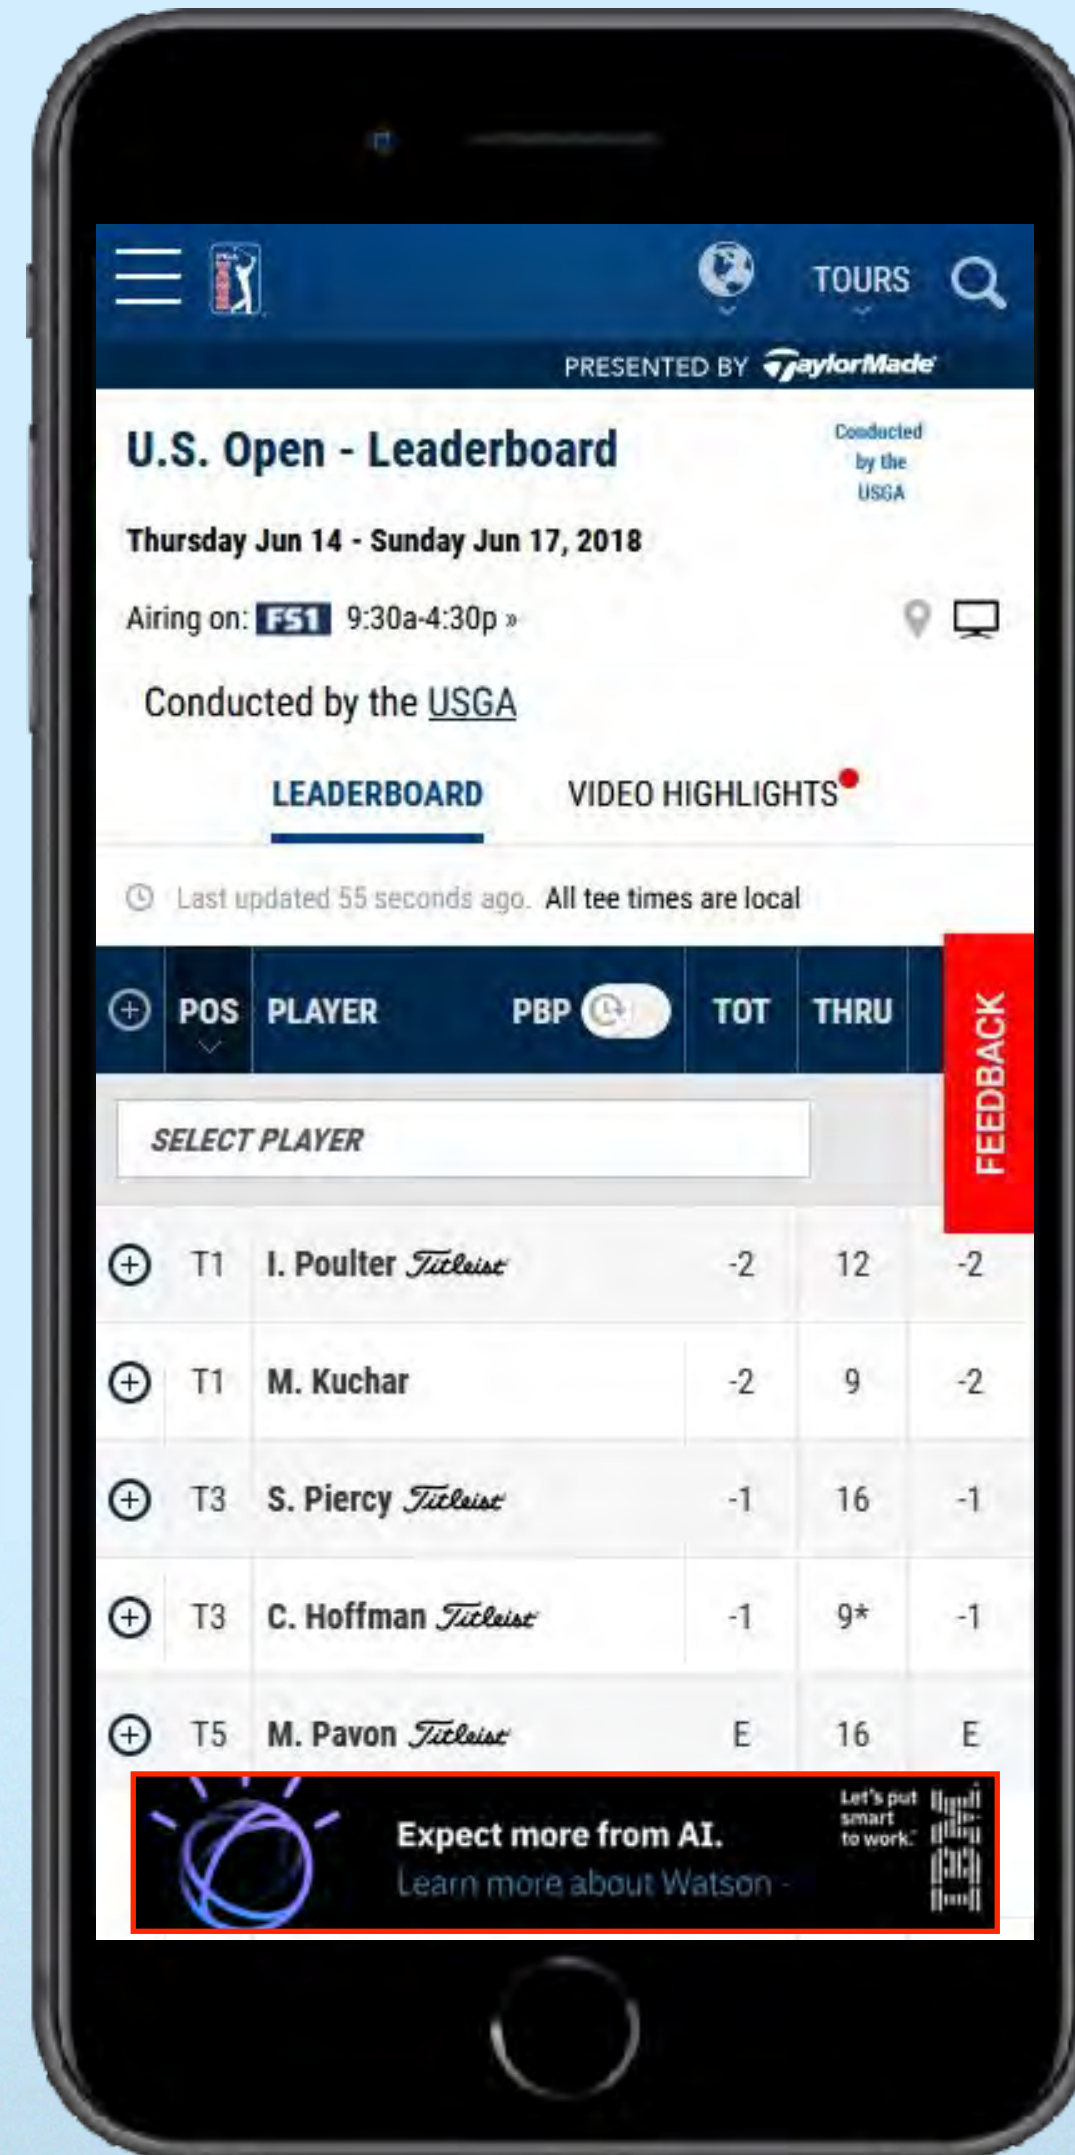 TOURS
PRESENTED BY TaylorMade
U.S. Open - Leaderboard
Conducted
by the
USGA
Thursday Jun 14 - Sunday Jun 17, 2018
Airing on: FS1 9:30a-4:30p »
Conducted by the USGA
LEADERBOARD VIDEO HIGHLIGHTS
Last updated 55 seconds ago. All tee times are local
POS PLAYER PBP TOT THRU
FEEDBACK
SELECT PLAYER
T1 I. Poulter Titleist -2 12 -2
T1 M. Kuchar -2 9 -2
T3 S. Piercy Titleist -1 16 -1
T3 C. Hoffman Titleist -1 9* -1
T5 M. Pavon Titleist E 16 E
Expect more from AI.
Learn more about Watson -
Let's put
smart
to work.